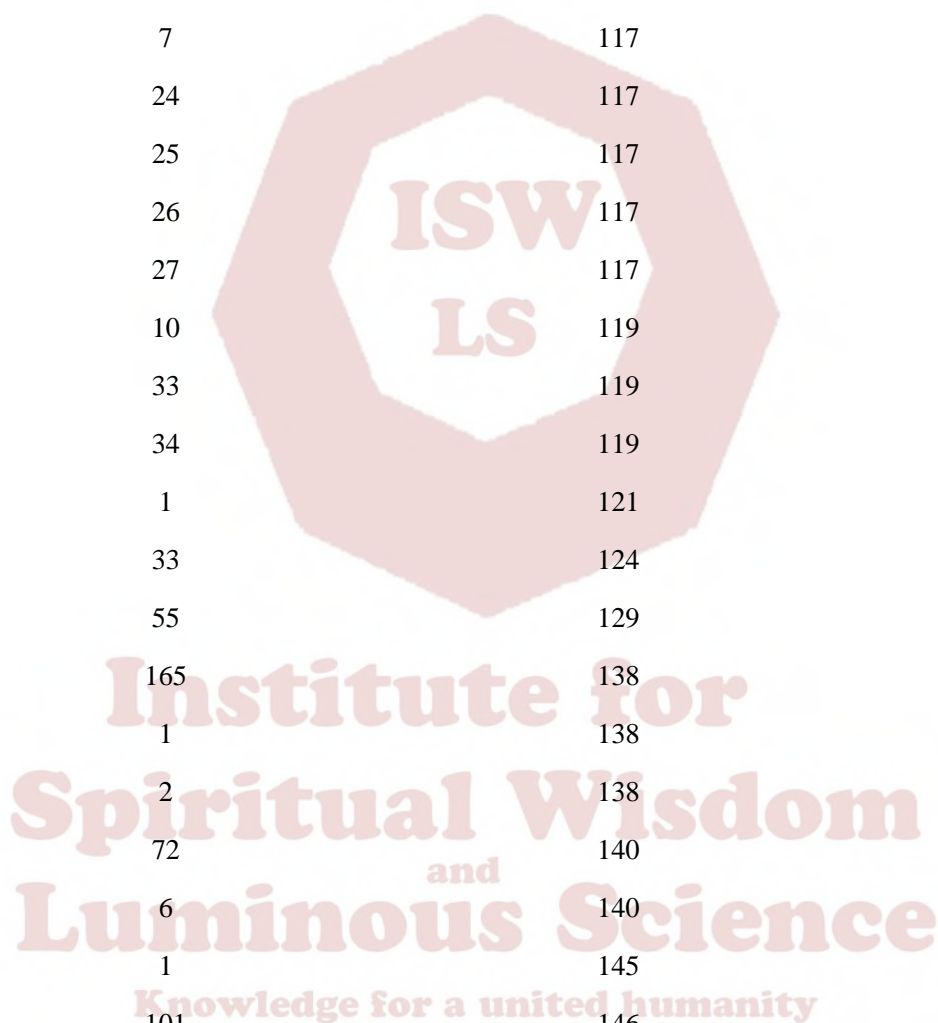 7 117
24 117
25 117
ISW
26 117
27 117
LS
10 119
33 119
34 119
1 121
33 124
55 129
Institute for
165 138
1 138
Spiritual Wisdom
2 138
72 140
and
Luminous Science
6 140
1 145
Knowledge for a united humanity
101 146